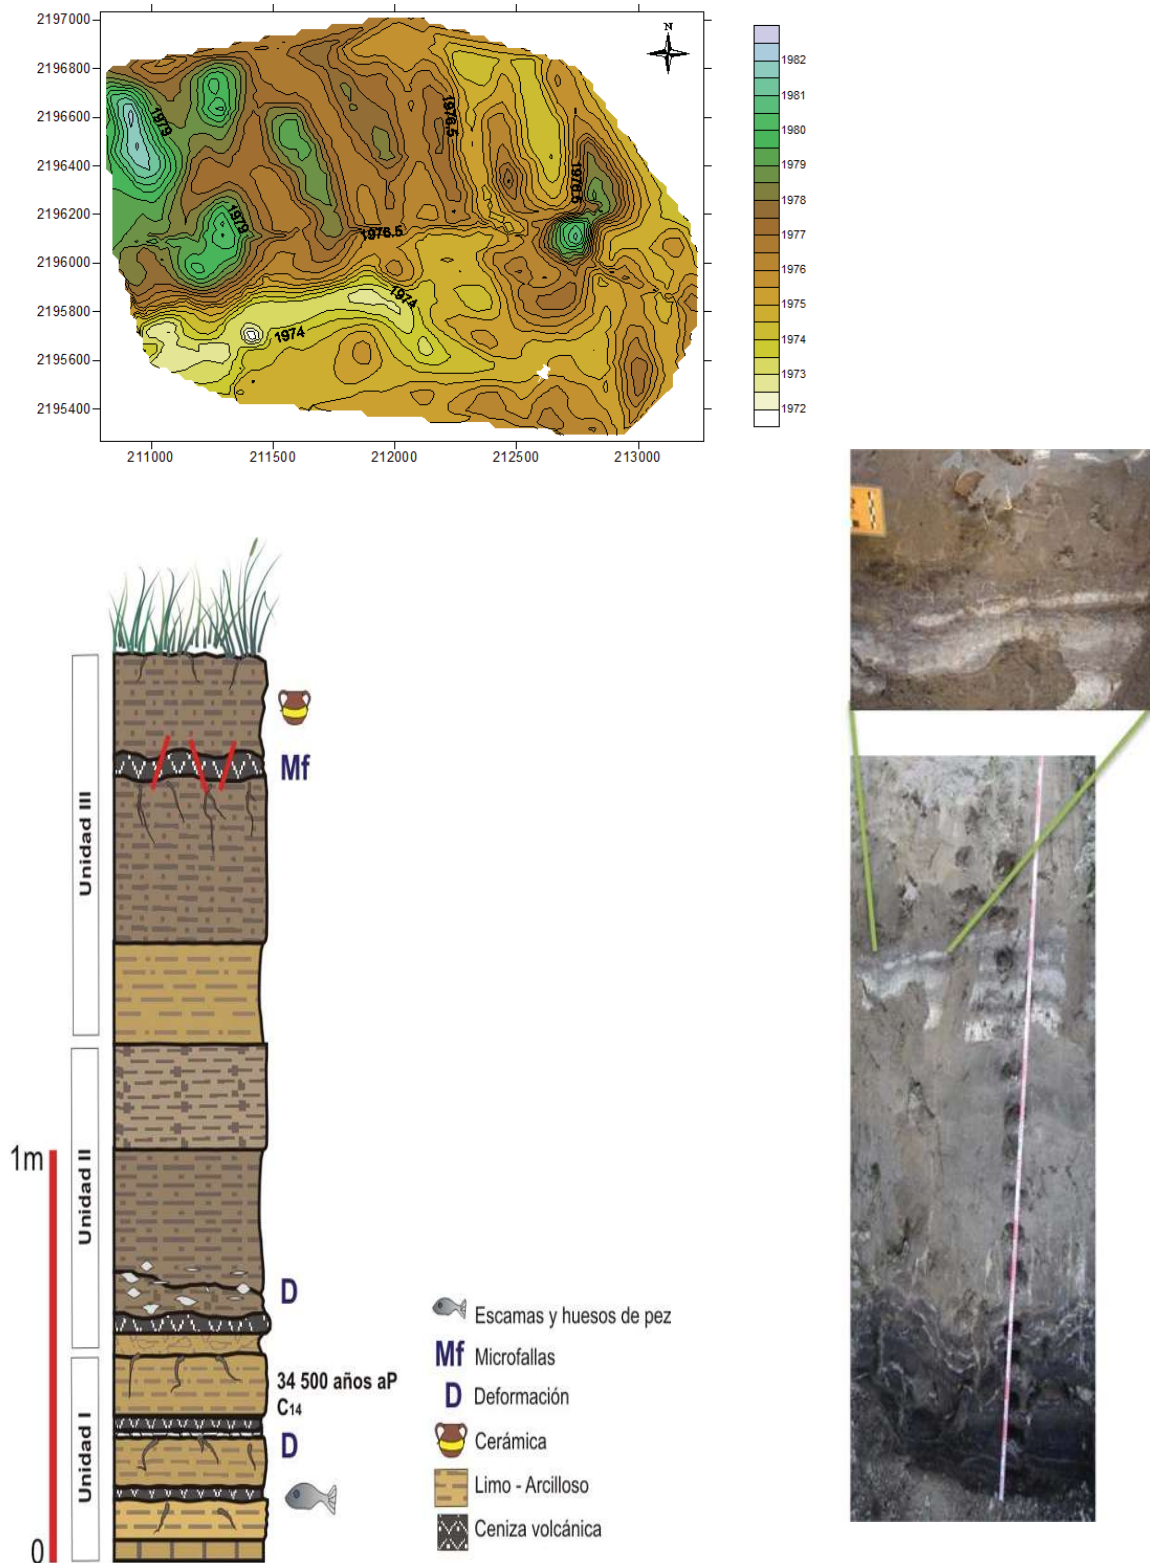 2197000
2196800
2196600
2196400
2196200
2196000
2195800
2195600
2195400
211000 211500 212000 212500 213000
1979
1979
1976.5
1976.5
1976.5
1974
1974
N
1982
1981
1980
1979
1978
1977
1976
1975
1974
1973
1972
Unidad III
Mf
Unidad II
1m
D
Unidad I
34 500 años aP
C14
D
0
Escamas y huesos de pez
Mf Microfallas
D Deformación
Cerámica
Limo - Arcilloso
Ceniza volcánica